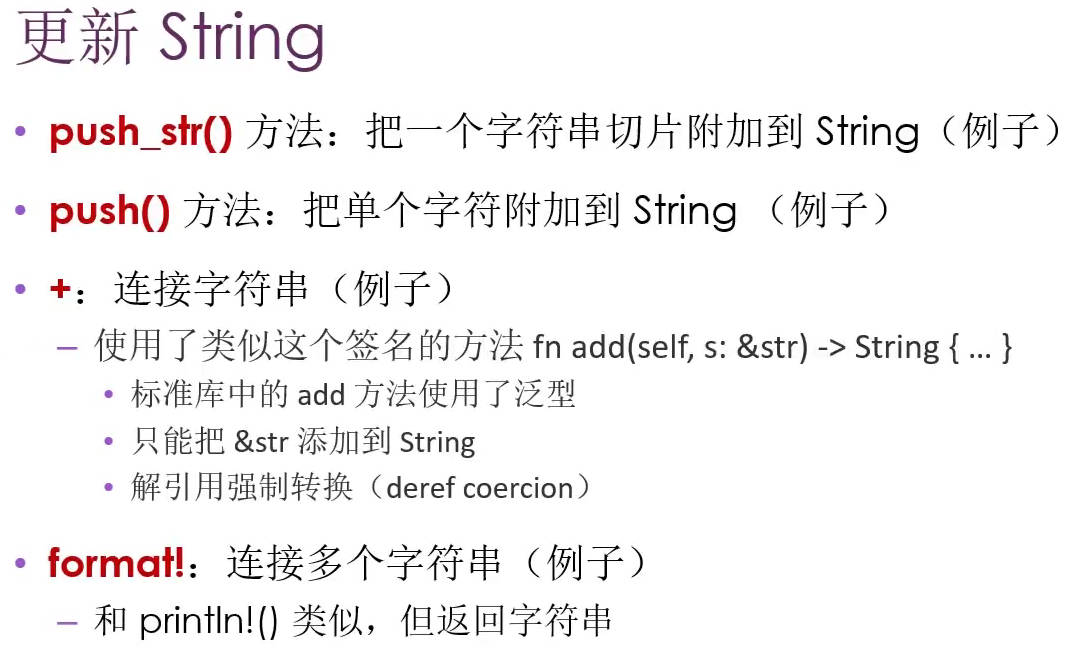 更新 String
• push_str() 方法：把一个字符串切片附加到 String（例子）
• push() 方法：把单个字符附加到 String （例子）
• +：连接字符串（例子）
– 使用了类似这个签名的方法 fn add(self, s: &str) -> String { … }
• 标准库中的 add 方法使用了泛型
• 只能把 &str 添加到 String
• 解引用强制转换（deref coercion）
• format!：连接多个字符串（例子）
– 和 println!() 类似，但返回字符串